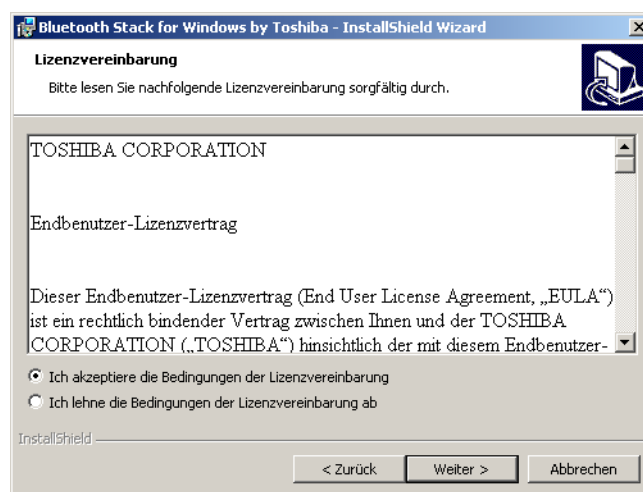 Bluetooth Stack for Windows by Toshiba - InstallShield Wizard
Lizenzvereinbarung
Bitte lesen Sie nachfolgende Lizenzvereinbarung sorgfältig durch.
TOSHIBA CORPORATION
Endbenutzer-Lizenzvertrag
Dieser Endbenutzer-Lizenzvertrag (End User License Agreement, „EULA“)
ist ein rechtlich bindender Vertrag zwischen Ihnen und der TOSHIBA
CORPORATION („TOSHIBA“) hinsichtlich der mit diesem Endbenutzer-
Ich akzeptiere die Bedingungen der Lizenzvereinbarung
Ich lehne die Bedingungen der Lizenzvereinbarung ab
InstallShield
< Zurück Weiter > Abbrechen